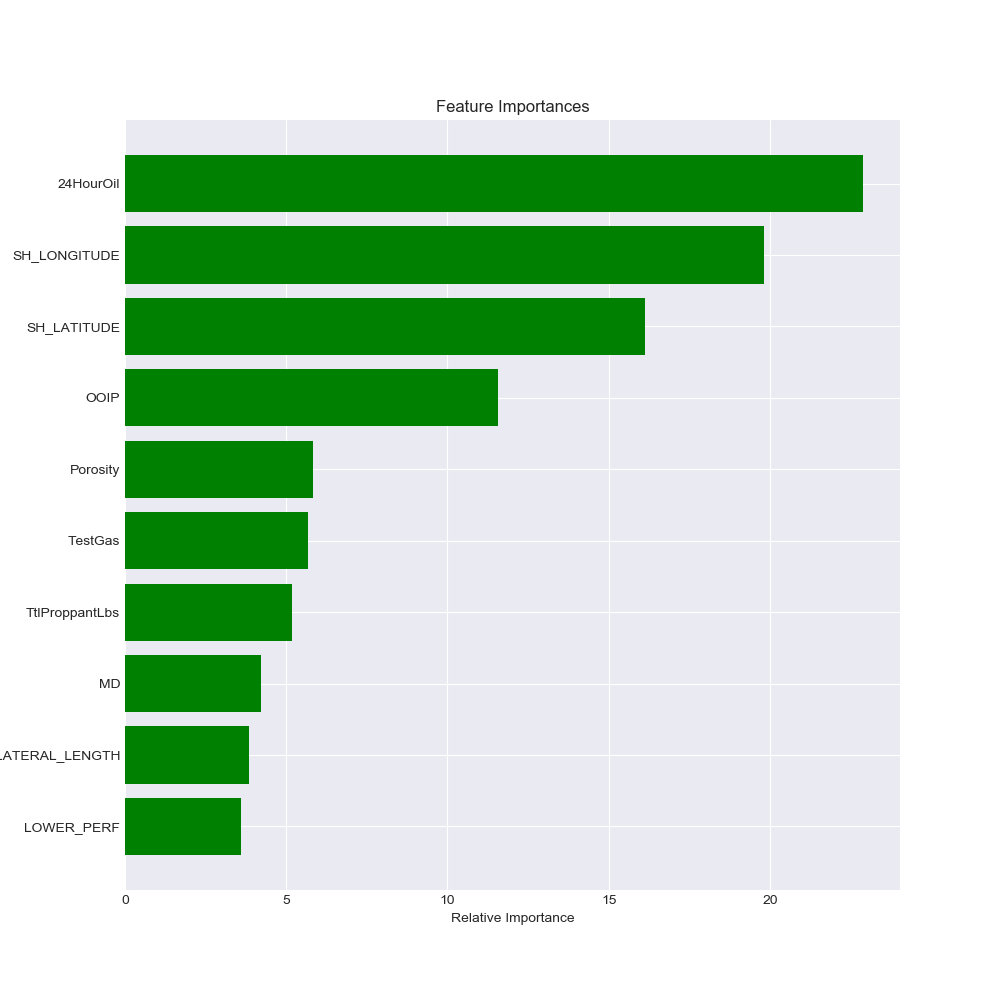 Feature Importances
24HourOil
SH_LONGITUDE
SH_LATITUDE
OOIP
Porosity
TestGas
TtlProppantLbs
MD
LATERAL_LENGTH
LOWER_PERF
0 5 10 15 20
Relative Importance